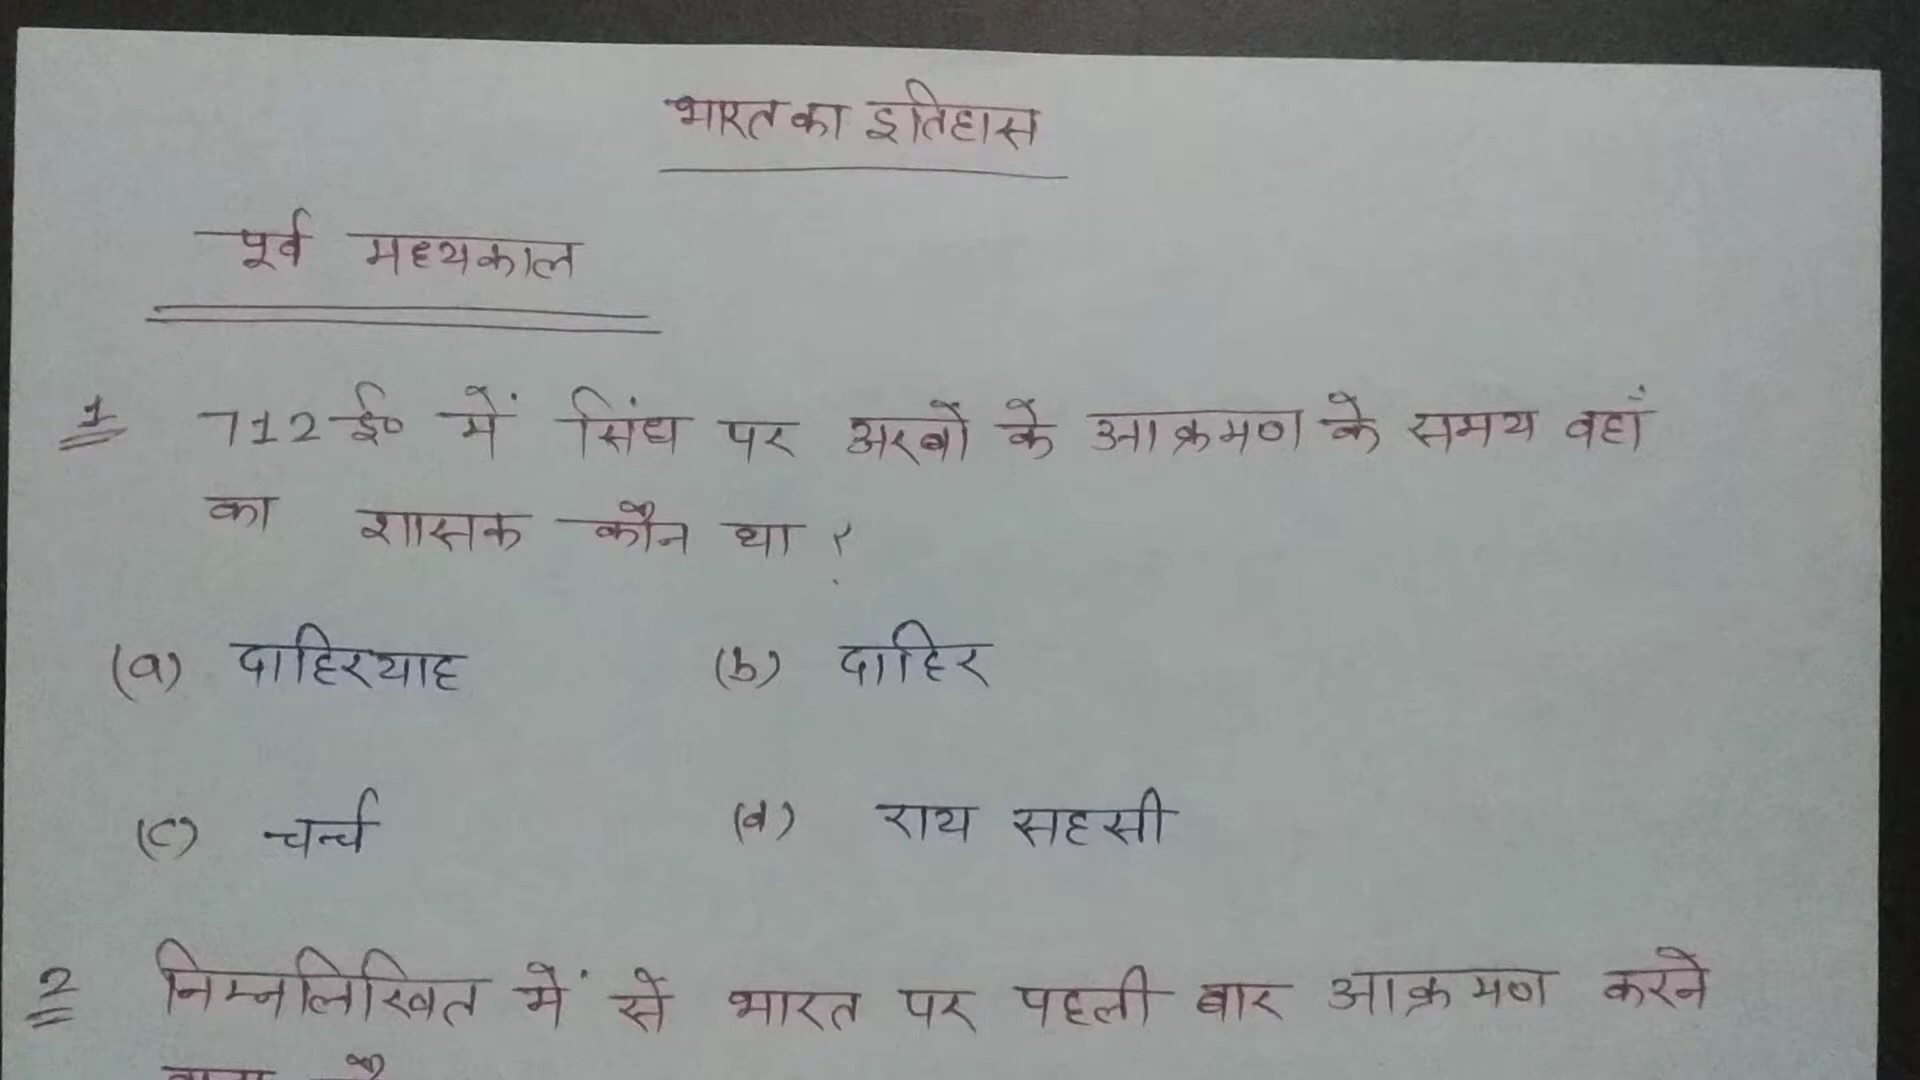 भारत का इतिहास
पूर्व मध्यकाल
1 712 ई० में सिंध पर अरबों के आक्रमण के समय वहाँ
का शासक कौन था ?
(a) दाहिरयाह (b) दाहिर
(c) चर्न्च (d) राय सहसी
2 निम्नलिखित में से भारत पर पहली बार आक्रमण करने